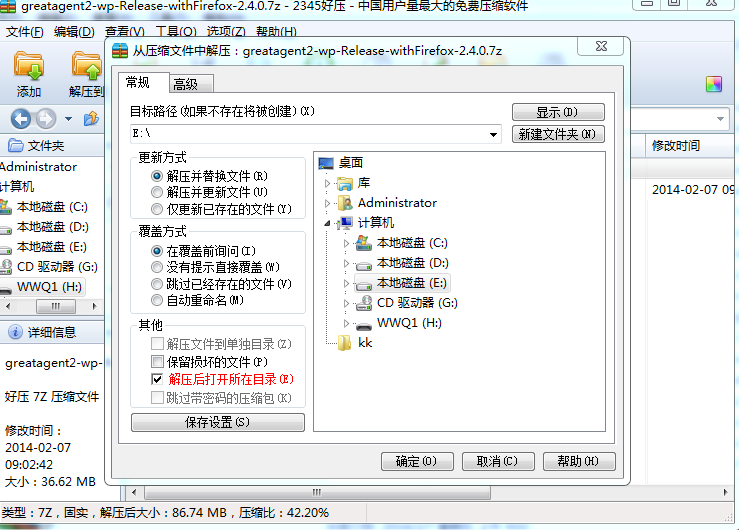 greatagent2-wp-Release-withFirefox-2.4.0.7z - 2345好压 - 中国用户量最大的免费压缩软件
文件(F) 编辑(D) 查看(V) 工具(O) 选项(Z) 帮助(H)
添加
解压到
文件夹
修改时间
Administrator
计算机
本地磁盘 (C:)
本地磁盘 (D:)
本地磁盘 (E:)
CD 驱动器 (G:)
WWQ1 (H:)
2014-02-07 09
详细信息
greatagent2-wp-
好压 7Z 压缩文件
修改时间：
2014-02-07
09:02:42
大小：36.62 MB
类型：7Z，固实，解压后大小：86.74 MB，压缩比：42.20%
从压缩文件中解压：greatagent2-wp-Release-withFirefox-2.4.0.7z
常规
高级
目标路径(如果不存在将被创建)(X)
显示(D)
E:\
新建文件夹(N)
更新方式
解压并替换文件(R)
解压并更新文件(U)
仅更新已存在的文件(Y)
覆盖方式
在覆盖前询问(I)
没有提示直接覆盖(W)
跳过已经存在的文件(V)
自动重命名(M)
其他
解压文件到单独目录(Z)
保留损坏的文件(P)
解压后打开所在目录(E)
跳过带密码的压缩包(K)
保存设置(S)
桌面
库
Administrator
计算机
本地磁盘 (C:)
本地磁盘 (D:)
本地磁盘 (E:)
CD 驱动器 (G:)
WWQ1 (H:)
kk
确定(O)
取消(C)
帮助(H)